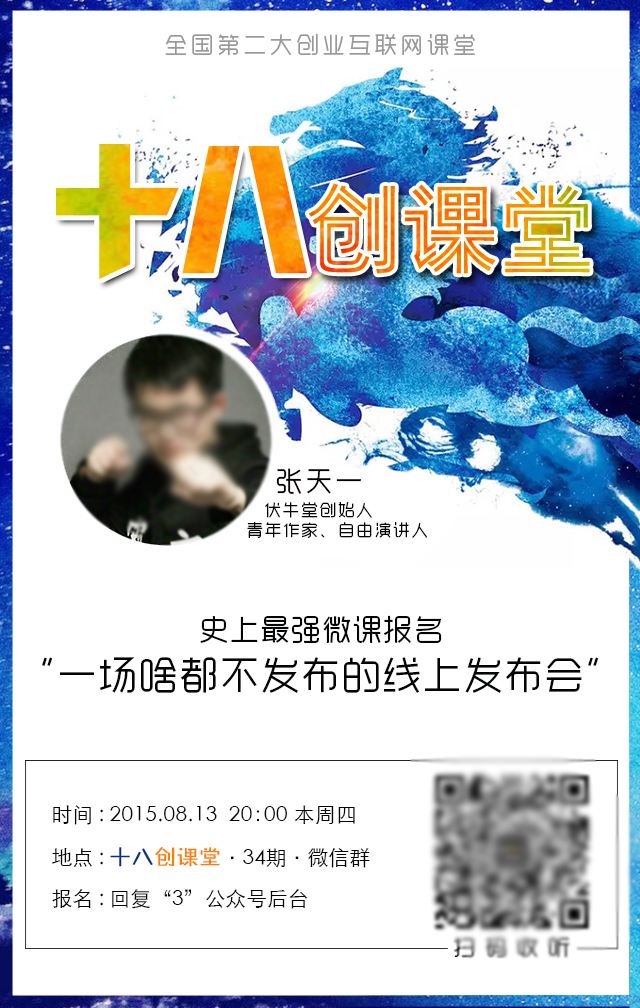 全国第二大创业互联网课堂
十八创课堂
张天一
伏牛堂创始人
青年作家、自由演讲人
史上最强微课报名
“一场啥都不发布的线上发布会”
时间：2015.08.13 20:00 本周四
地点：十八创课堂·34期·微信群
报名：回复“3”公众号后台
扫码收听